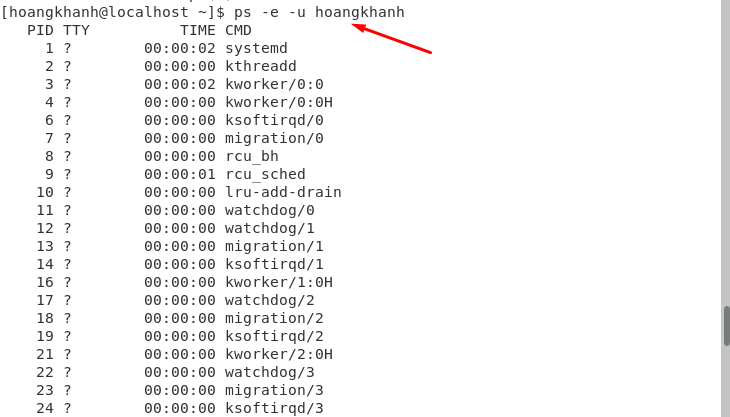 [hoangkhanh@localhost ~]$ ps -e -u hoangkhanh
PID TTY TIME CMD
1 ? 00:00:02 systemd
2 ? 00:00:00 kthreadd
3 ? 00:00:02 kworker/0:0
4 ? 00:00:00 kworker/0:0H
6 ? 00:00:00 ksoftirqd/0
7 ? 00:00:00 migration/0
8 ? 00:00:00 rcu_bh
9 ? 00:00:01 rcu_sched
10 ? 00:00:00 lru-add-drain
11 ? 00:00:00 watchdog/0
12 ? 00:00:00 watchdog/1
13 ? 00:00:00 migration/1
14 ? 00:00:00 ksoftirqd/1
16 ? 00:00:00 kworker/1:0H
17 ? 00:00:00 watchdog/2
18 ? 00:00:00 migration/2
19 ? 00:00:00 ksoftirqd/2
21 ? 00:00:00 kworker/2:0H
22 ? 00:00:00 watchdog/3
23 ? 00:00:00 migration/3
24 ? 00:00:00 ksoftirqd/3